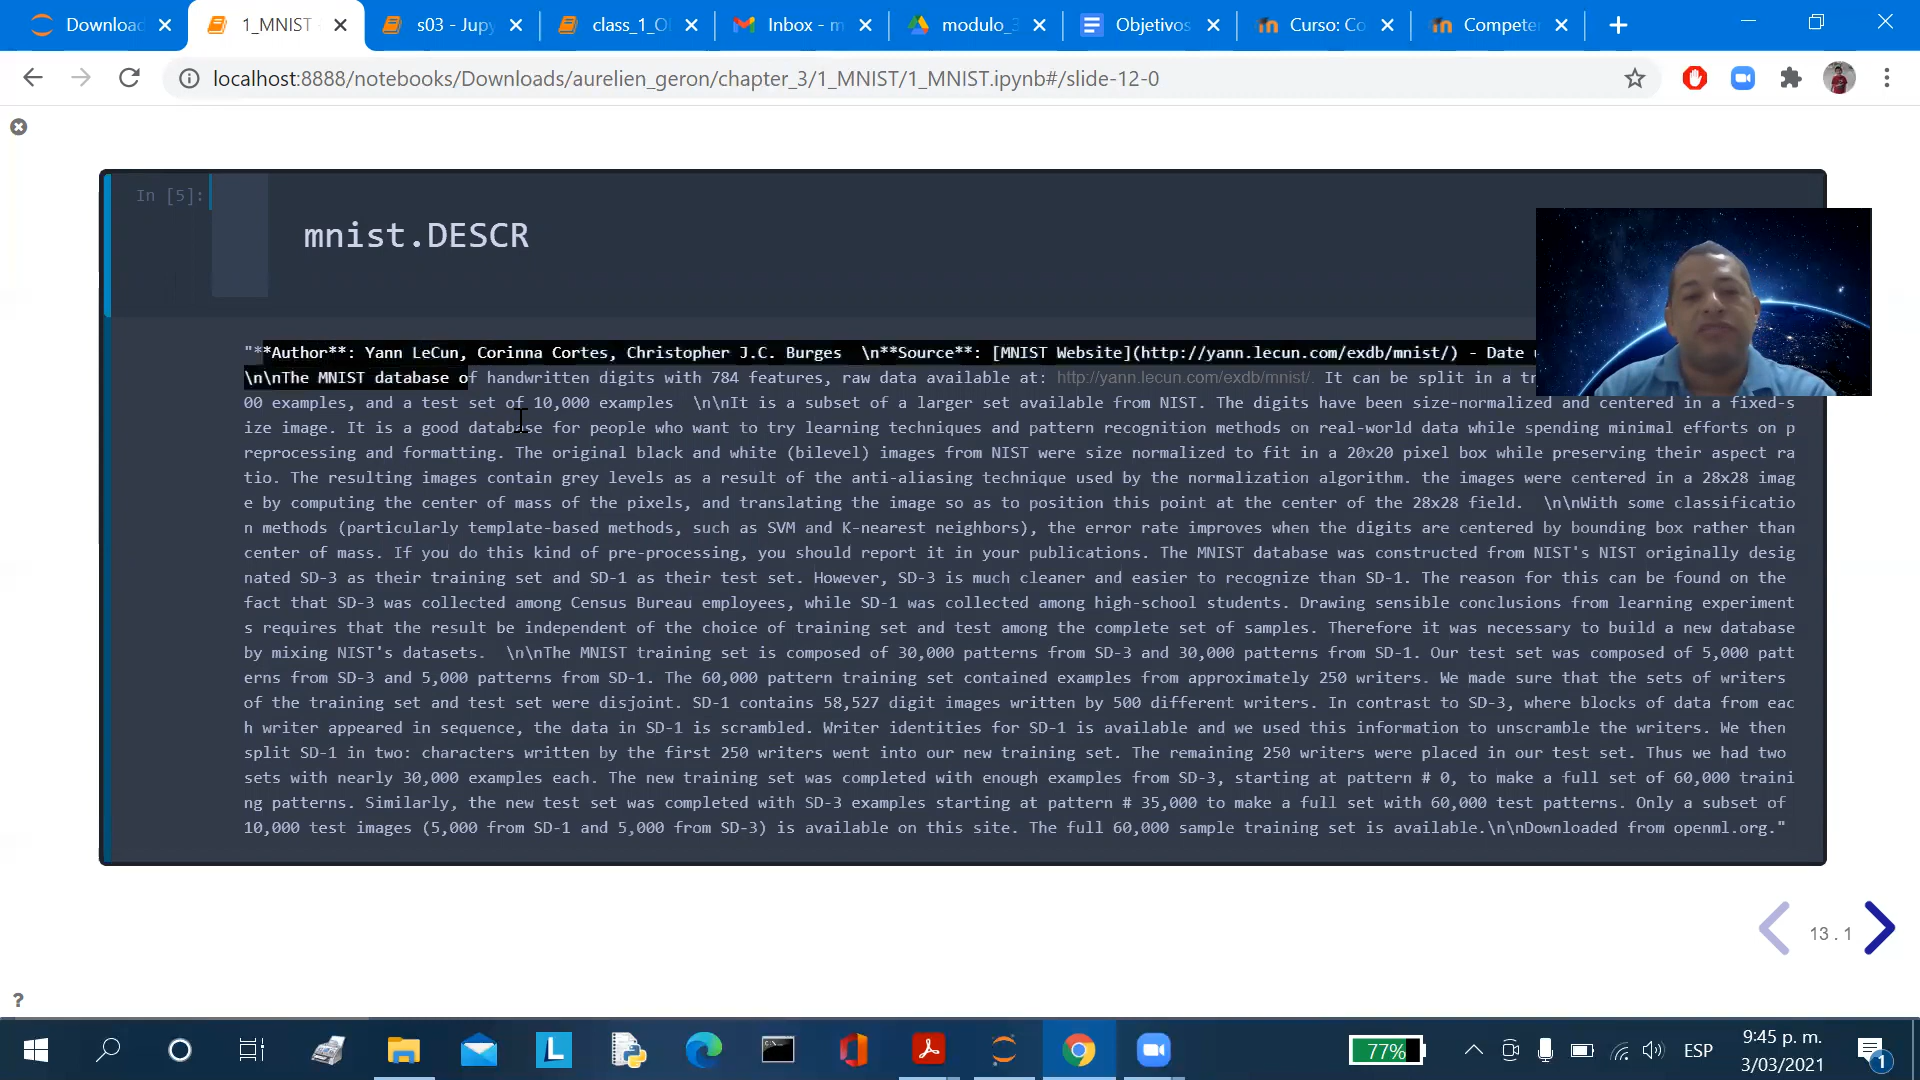 Download
1_MNIST -
s03 - Jupy
class_1_Ol
Inbox - m
modulo_3
Objetivos
Curso: Co
Competen
localhost:8888/notebooks/Downloads/aurelien_geron/chapter_3/1_MNIST/1_MNIST.ipynb#/slide-12-0
In [5]:
mnist.DESCR
"**Author**: Yann LeCun, Corinna Cortes, Christopher J.C. Burges  \n**Source**: [MNIST Website](http://yann.lecun.com/exdb/mnist/) - Date
\n\nThe MNIST database of handwritten digits with 784 features, raw data available at: http://yann.lecun.com/exdb/mnist/. It can be split in a
00 examples, and a test set of 10,000 examples  \n\nIt is a subset of a larger set available from NIST. The digits have been size-normalized and centered in a fixed-s
ize image. It is a good database for people who want to try learning techniques and pattern recognition methods on real-world data while spending minimal efforts on p
reprocessing and formatting. The original black and white (bilevel) images from NIST were size normalized to fit in a 20x20 pixel box while preserving their aspect ra
tio. The resulting images contain grey levels as a result of the anti-aliasing technique used by the normalization algorithm. the images were centered in a 28x28 imag
e by computing the center of mass of the pixels, and translating the image so as to position this point at the center of the 28x28 field.  \n\nWith some classificatio
n methods (particularly template-based methods, such as SVM and K-nearest neighbors), the error rate improves when the digits are centered by bounding box rather than
center of mass. If you do this kind of pre-processing, you should report it in your publications. The MNIST database was constructed from NIST's NIST originally desig
nated SD-3 as their training set and SD-1 as their test set. However, SD-3 is much cleaner and easier to recognize than SD-1. The reason for this can be found on the
fact that SD-3 was collected among Census Bureau employees, while SD-1 was collected among high-school students. Drawing sensible conclusions from learning experiment
s requires that the result be independent of the choice of training set and test among the complete set of samples. Therefore it was necessary to build a new database
by mixing NIST's datasets.  \n\nThe MNIST training set is composed of 30,000 patterns from SD-3 and 30,000 patterns from SD-1. Our test set was composed of 5,000 patt
erns from SD-3 and 5,000 patterns from SD-1. The 60,000 pattern training set contained examples from approximately 250 writers. We made sure that the sets of writers
of the training set and test set were disjoint. SD-1 contains 58,527 digit images written by 500 different writers. In contrast to SD-3, where blocks of data from eac
h writer appeared in sequence, the data in SD-1 is scrambled. Writer identities for SD-1 is available and we used this information to unscramble the writers. We then
split SD-1 in two: characters written by the first 250 writers went into our new training set. The remaining 250 writers were placed in our test set. Thus we had two
sets with nearly 30,000 examples each. The new training set was completed with enough examples from SD-3, starting at pattern # 0, to make a full set of 60,000 traini
ng patterns. Similarly, the new test set was completed with SD-3 examples starting at pattern # 35,000 to make a full set with 60,000 test patterns. Only a subset of
10,000 test images (5,000 from SD-1 and 5,000 from SD-3) is available on this site. The full 60,000 sample training set is available.\n\nDownloaded from openml.org."
13 . 1
?
77%
ESP
9:45 p. m.
3/03/2021
1